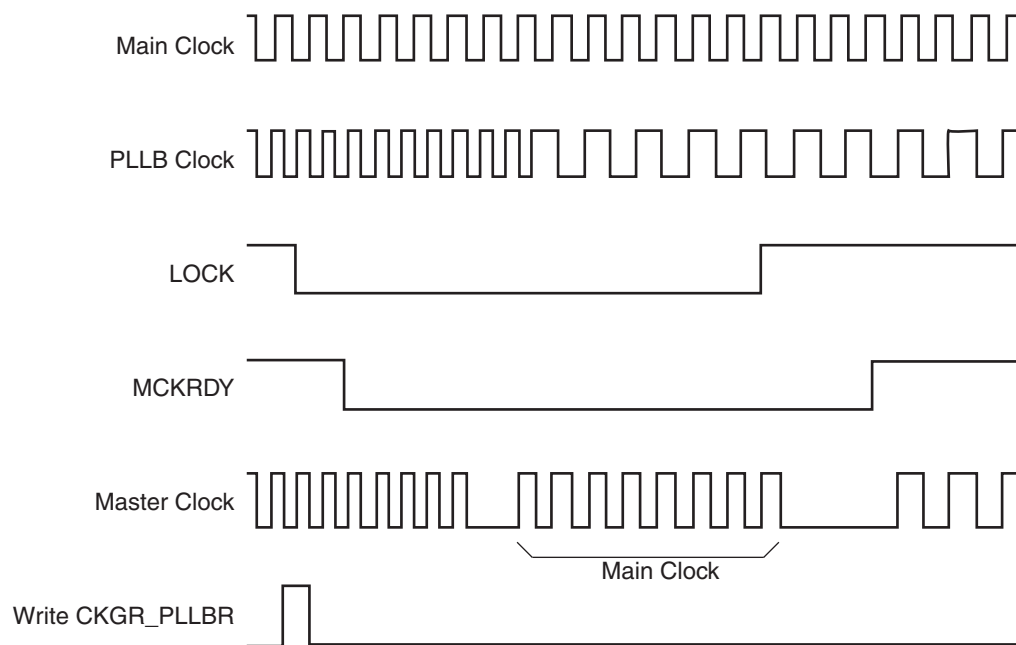 Main Clock
PLLB Clock
LOCK
MCKRDY
Master Clock
Main Clock
Write CKGR_PLLBR